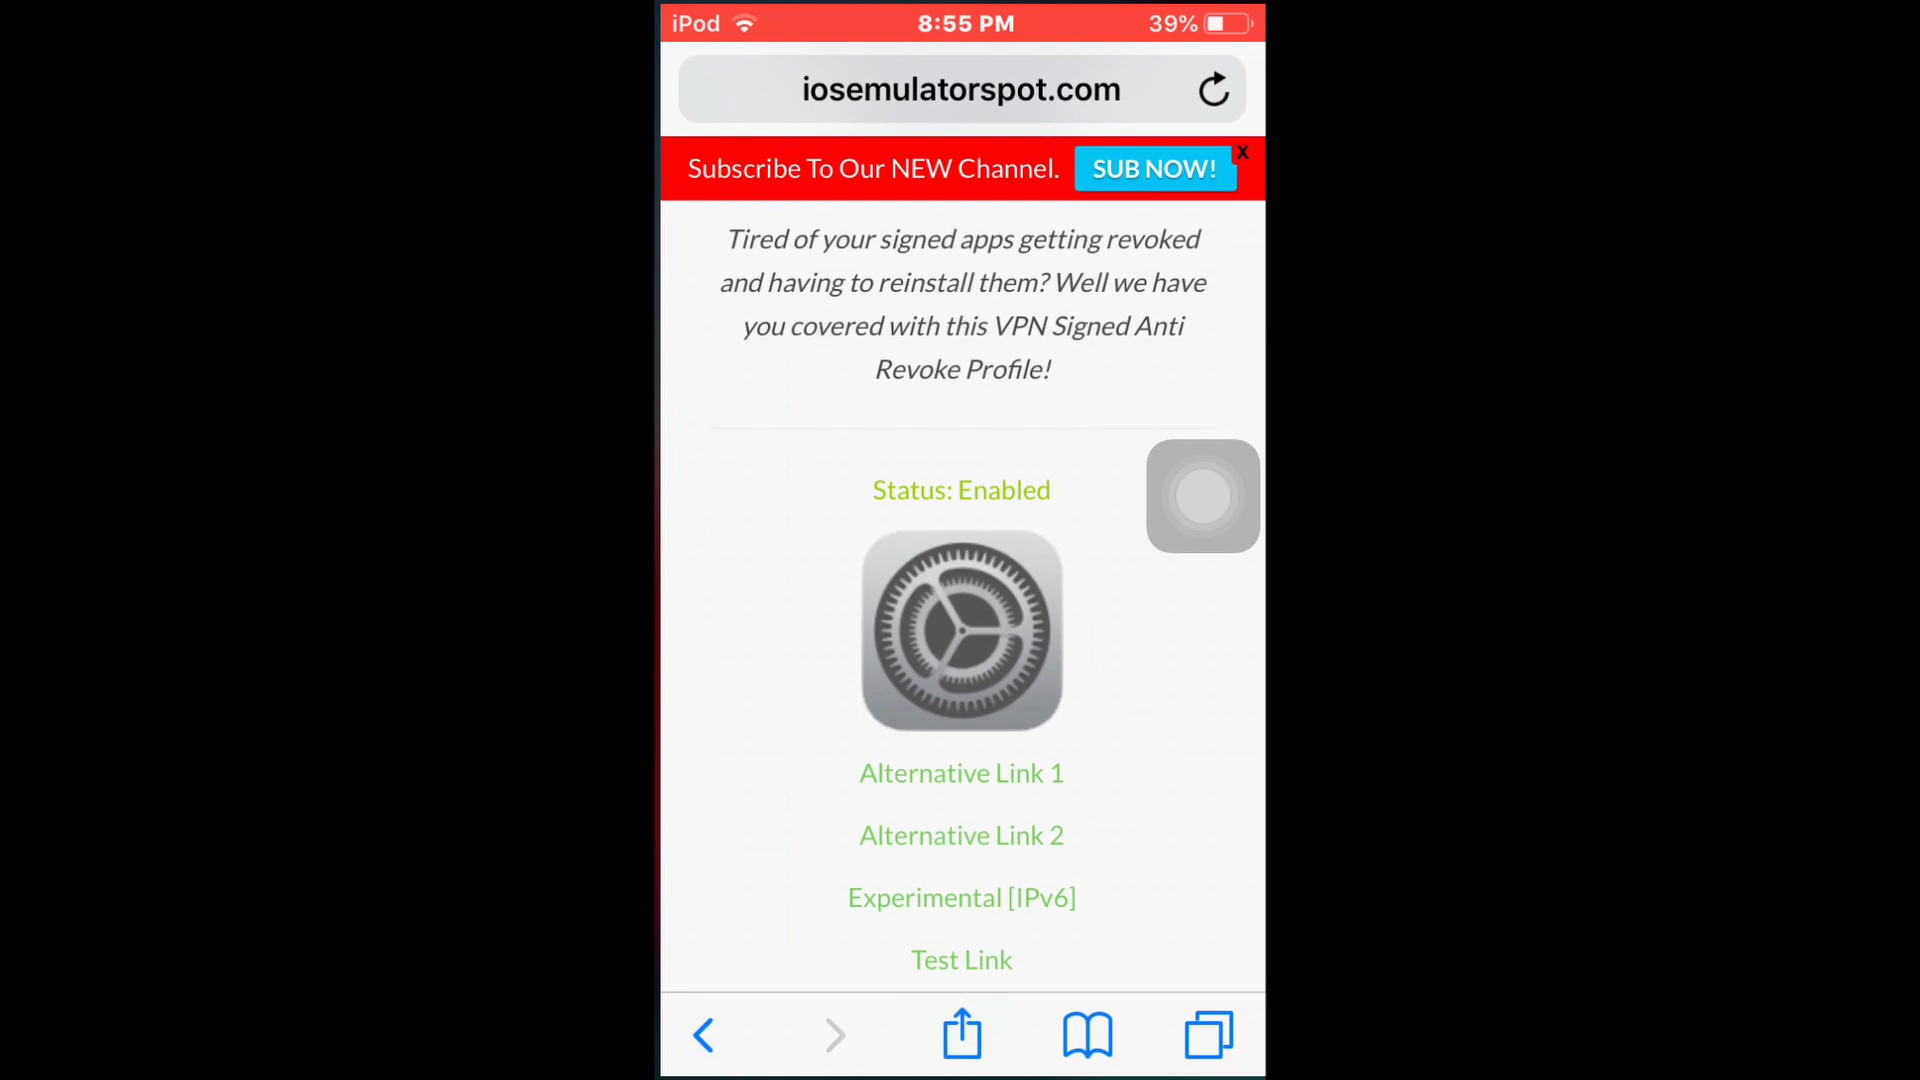 iPod 8:55 PM 39%
iosemulatorspot.com
Subscribe To Our NEW Channel. SUB NOW! X
Tired of your signed apps getting revoked
and having to reinstall them? Well we have
you covered with this VPN Signed Anti
Revoke Profile!
Status: Enabled
Alternative Link 1
Alternative Link 2
Experimental [IPv6]
Test Link